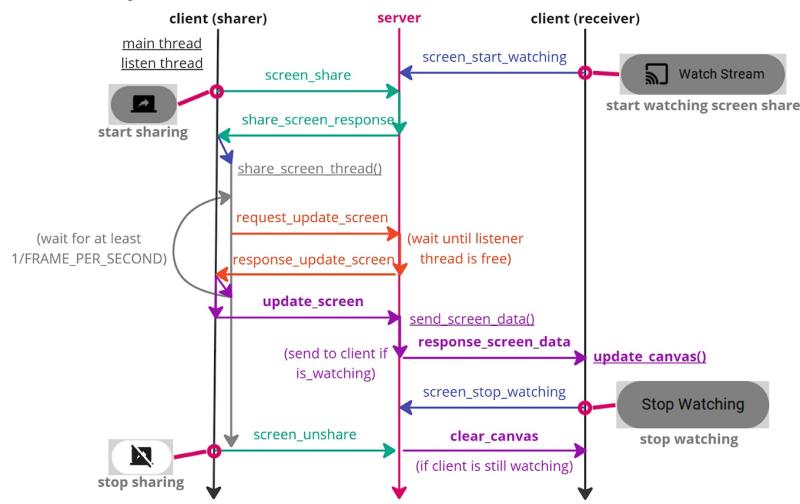 client (sharer)
server
client (receiver)
main thread
listen thread
screen_start_watching
Watch Stream
start watching screen share
screen_share
start sharing
share_screen_response
share_screen_thread()
request_update_screen
(wait for at least
1/FRAME_PER_SECOND)
(wait until listener
thread is free)
response_update_screen
update_screen
send_screen_data()
response_screen_data
update_canvas()
(send to client if
is_watching)
screen_stop_watching
Stop Watching
stop watching
screen_unshare
clear_canvas
(if client is still watching)
stop sharing